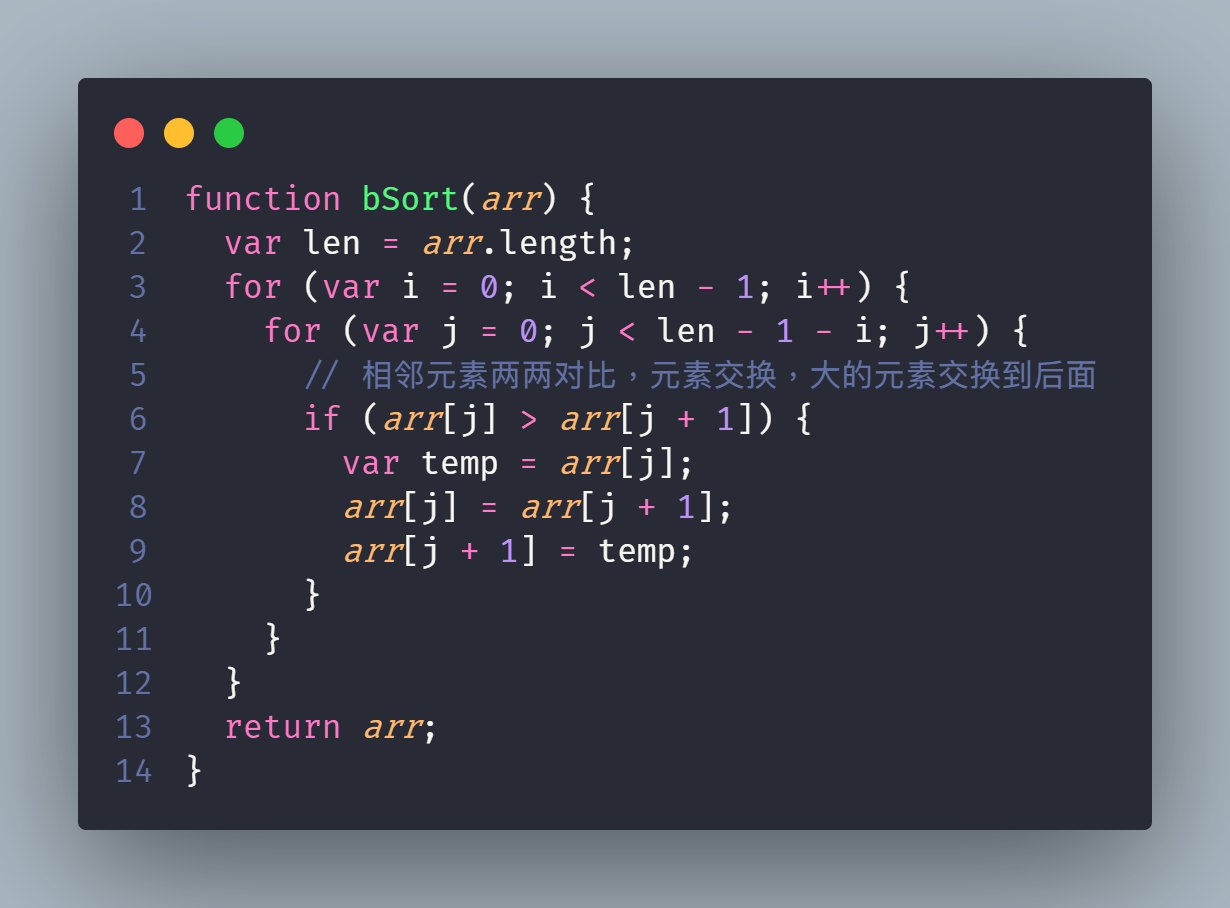 1 function bSort(arr) {
2   var len = arr.length;
3   for (var i = 0; i < len - 1; i++) {
4     for (var j = 0; j < len - 1 - i; j++) {
5       // 相邻元素两两对比，元素交换，大的元素交换到后面
6       if (arr[j] > arr[j + 1]) {
7         var temp = arr[j];
8         arr[j] = arr[j + 1];
9         arr[j + 1] = temp;
10       }
11     }
12   }
13   return arr;
14 }